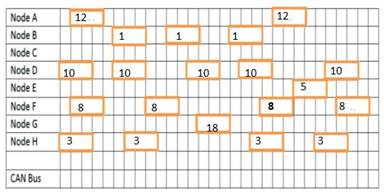 Node A 12.. 12..
Node B 1 1 1
Node C
Node D 10 10 10 10 10
Node E 5
Node F 8 8 8 8..
Node G 18
Node H 3 3 3 3
CAN Bus